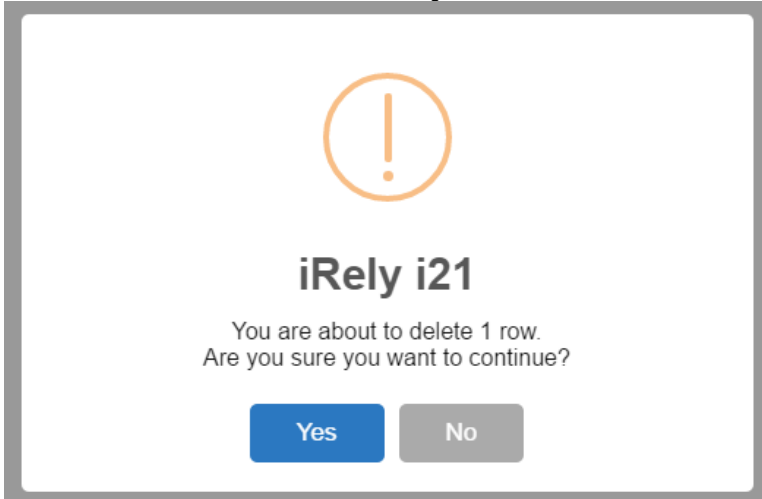 iRely i21
You are about to delete 1 row.
Are you sure you want to continue?
Yes
No